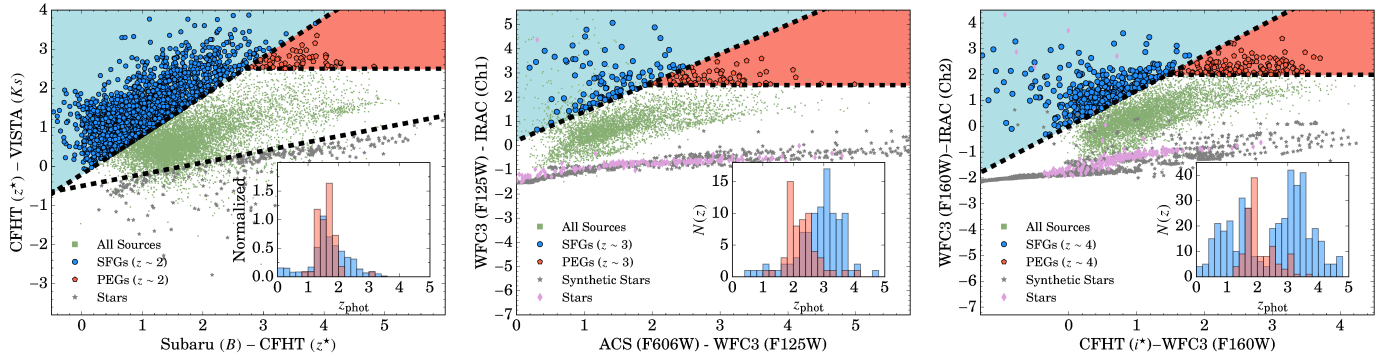 CFHT (z⋆) – VISTA (Ks)
4
3
2
1
0
−1
−2
−3
0
1
2
3
4
5
6
Subaru (B) – CFHT (z⋆)
All Sources
SFGs (z ~ 2)
PEGs (z ~ 2)
Stars
Normalized
1.5
1.0
0.5
0.0
0 1 2 3 4 5
z_phot
WFC3 (F125W) - IRAC (Ch1)
5
4
3
2
1
0
−1
−2
−3
−4
−5
−6
−7
0
1
2
3
4
5
ACS (F606W) - WFC3 (F125W)
All Sources
SFGs (z ~ 3)
PEGs (z ~ 3)
Synthetic Stars
Stars
N(z)
15
10
5
0
0 1 2 3 4 5
z_phot
WFC3 (F160W)−IRAC (Ch2)
4
3
2
1
0
−1
−2
−3
−4
−5
−6
−7
0
1
2
3
4
CFHT (i⋆)−WFC3 (F160W)
All Sources
SFGs (z ~ 4)
PEGs (z ~ 4)
Synthetic Stars
Stars
N(z)
40
30
20
10
0
0 1 2 3 4 5
z_phot